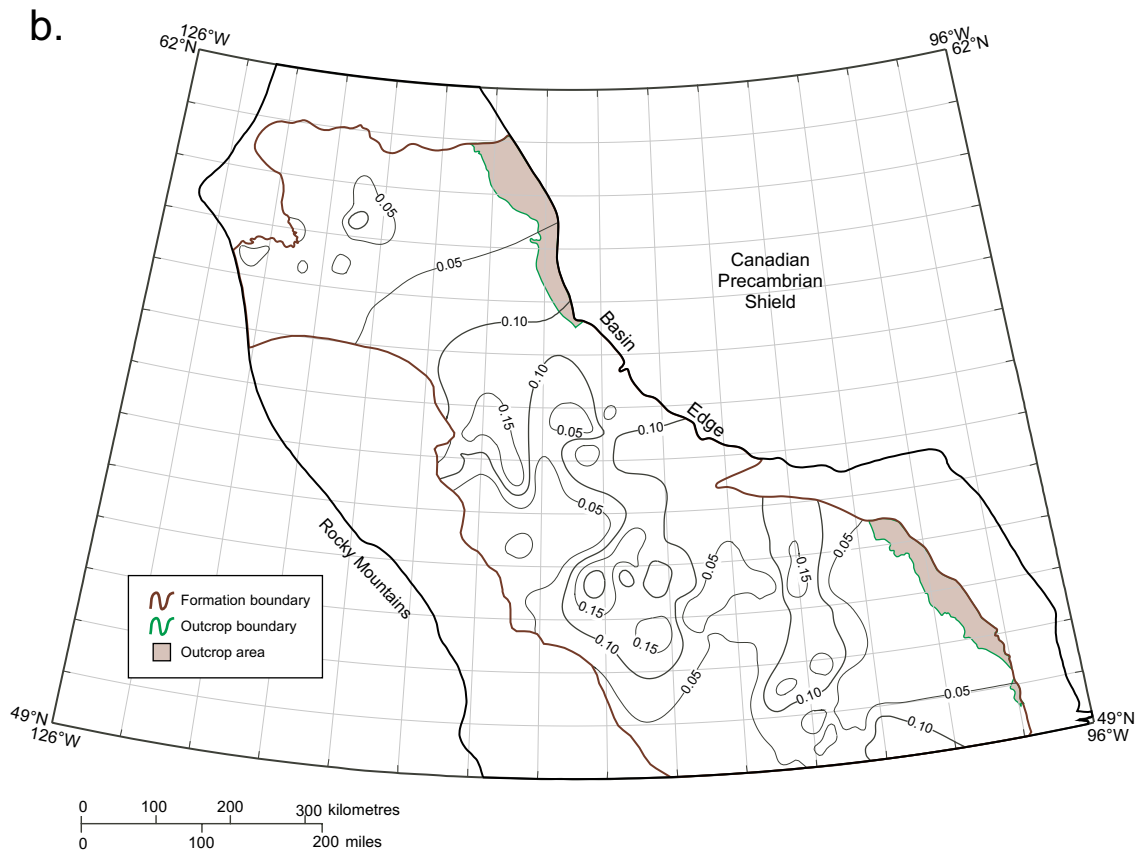 b.
126°W
62°N
96°W
62°N
0.05
Canadian
Precambrian
Shield
0.05
0.10
Basin
0.10
0.15
0.05
0.10
Edge
0.05
Rocky Mountains
0.05
0.05
0.15
Formation boundary
Outcrop boundary
Outcrop area
0.15
0.10
0.15
0.05
0.10
0.05
0.10
49°N
126°W
49°N
96°W
0 100 200 300 kilometres
0 100 200 miles